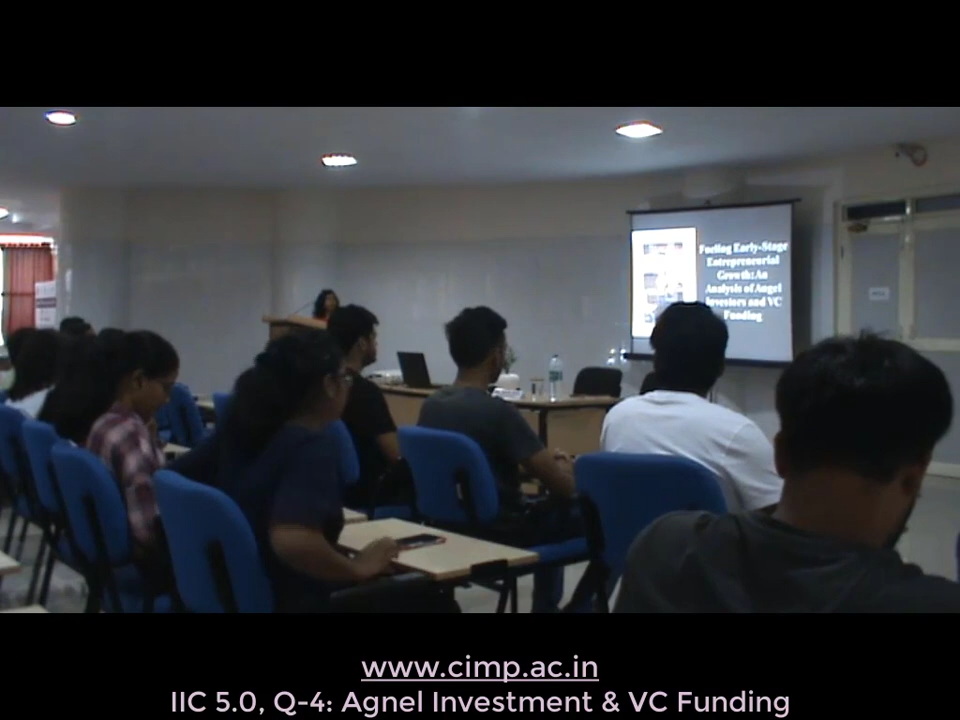 Fueling Early-Stage
Entrepreneurial
Growth: An
Analysis of Angel
Investors and VC
Funding
www.cimp.ac.in
IIC 5.0, Q-4: Agnel Investment & VC Funding